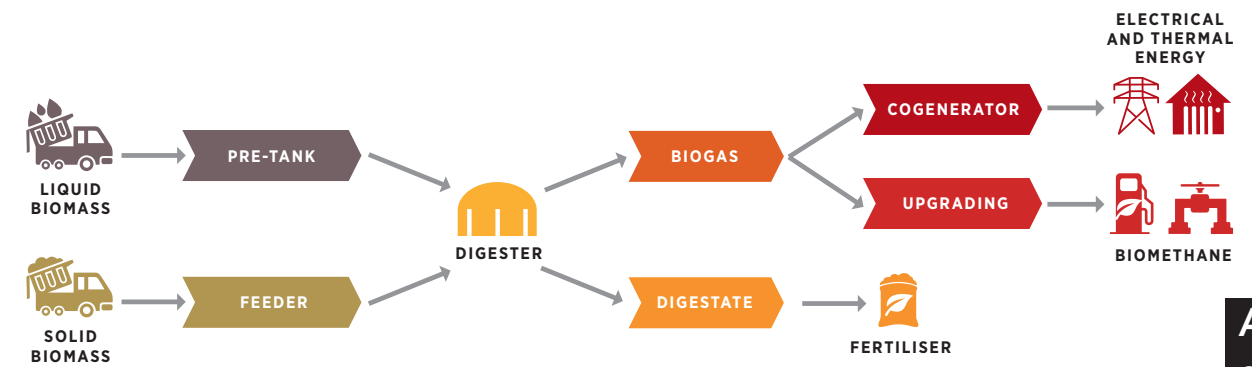 ELECTRICAL
AND THERMAL
ENERGY
COGENERATOR
PRE-TANK
BIOGAS
LIQUID
BIOMASS
UPGRADING
DIGESTER
BIOMETHANE
FEEDER
DIGESTATE
SOLID
BIOMASS
FERTILISER